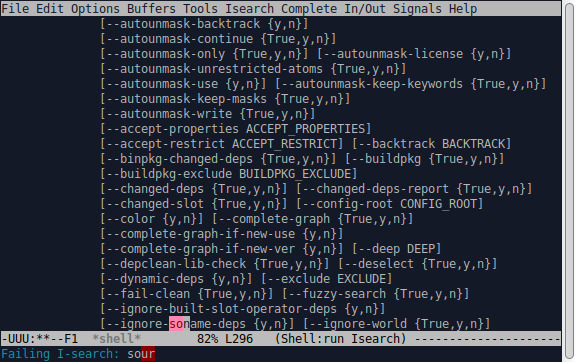 File Edit Options Buffers Tools Isearch Complete In/Out Signals Help
[--autounmask-backtrack {y,n}]
[--autounmask-continue {True,y,n}]
[--autounmask-only {True,y,n}] [--autounmask-license {y,n}]
[--autounmask-unrestricted-atoms {True,y,n}]
[--autounmask-use {y,n}] [--autounmask-keep-keywords {True,y,n}]
[--autounmask-keep-masks {True,y,n}]
[--autounmask-write {True,y,n}]
[--accept-properties ACCEPT_PROPERTIES]
[--accept-restrict ACCEPT_RESTRICT] [--backtrack BACKTRACK]
[--binpkg-changed-deps {True,y,n}] [--buildpkg {True,y,n}]
[--buildpkg-exclude BUILDPKG_EXCLUDE]
[--changed-deps {True,y,n}] [--changed-deps-report {True,y,n}]
[--changed-slot {True,y,n}] [--config-root CONFIG_ROOT]
[--color {y,n}] [--complete-graph {True,y,n}]
[--complete-graph-if-new-use {y,n}]
[--complete-graph-if-new-ver {y,n}] [--deep DEEP]
[--depclean-lib-check {True,y,n}] [--deselect {True,y,n}]
[--dynamic-deps {y,n}] [--exclude EXCLUDE]
[--fail-clean {True,y,n}] [--fuzzy-search {True,y,n}]
[--ignore-built-slot-operator-deps {y,n}]
[--ignore-soname-deps {y,n}] [--ignore-world {True,y,n}]
-UUU:**--F1  *shell*        82% L296   (Shell:run Isearch) ---------------------
Failing I-search: sour